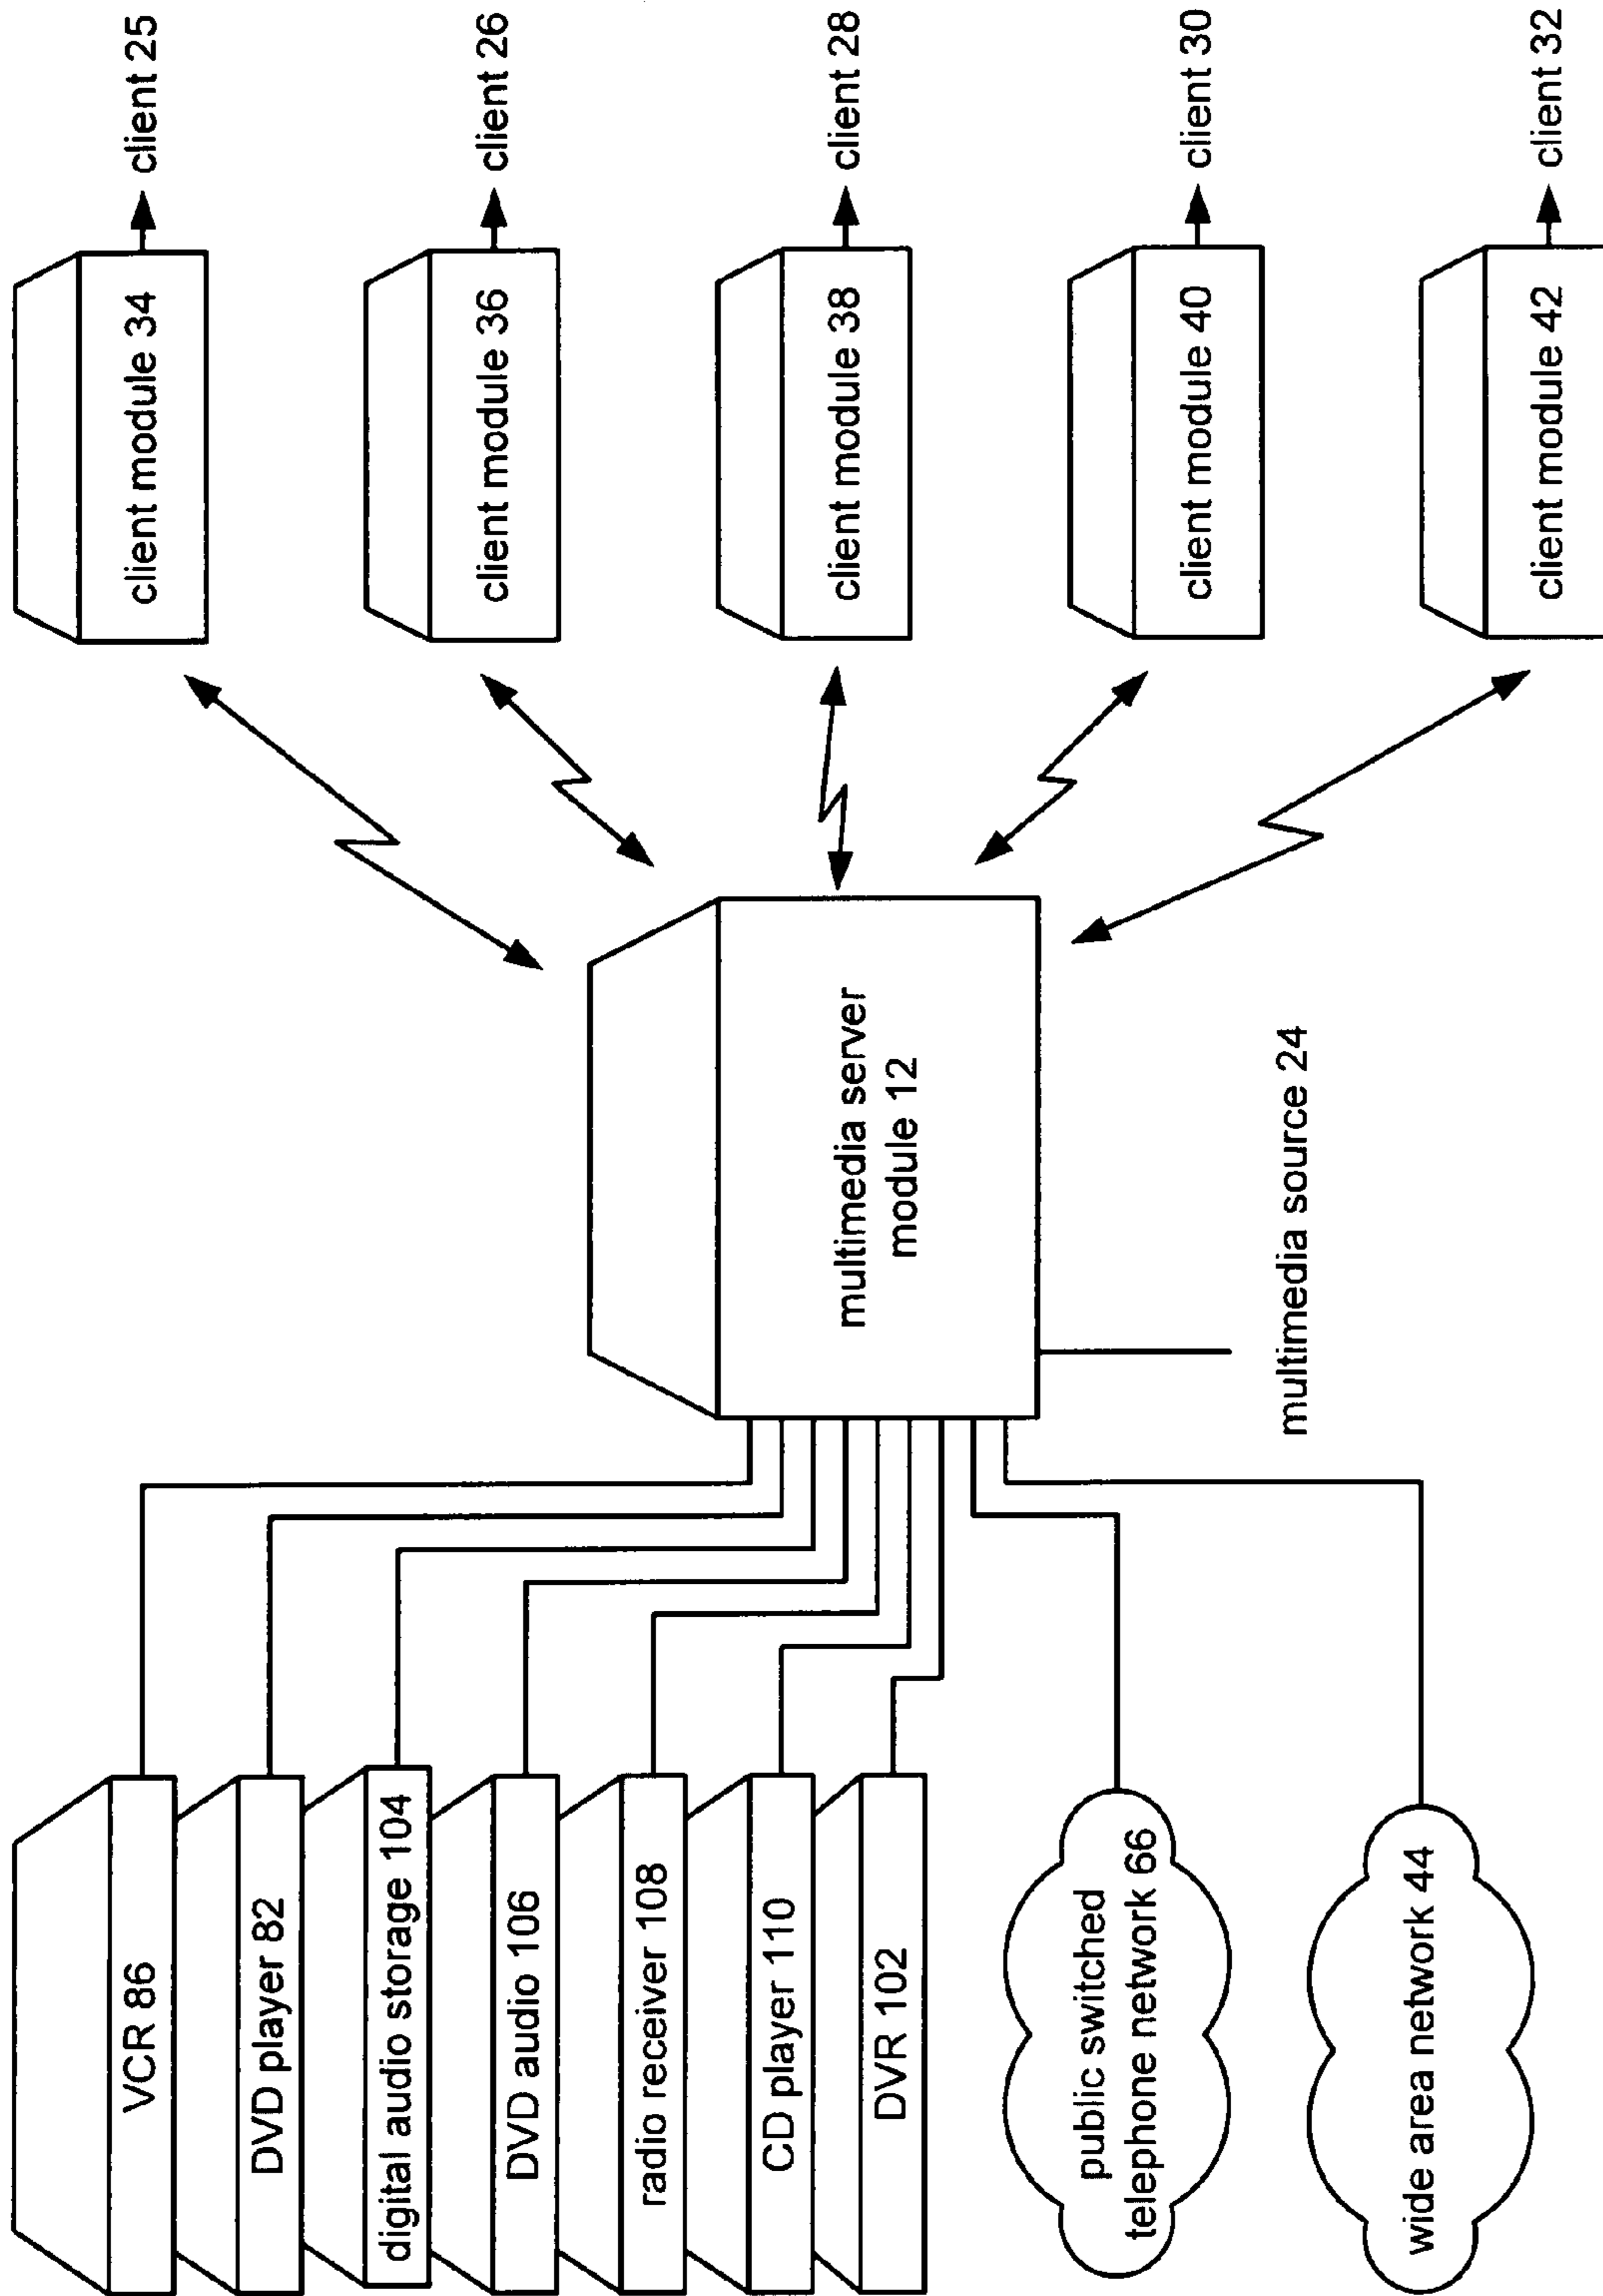 VCR 86
DVD player 82
digital audio storage 104
DVD audio 106
radio receiver 108
CD player 110
DVR 102
public switched
telephone network 66
wide area network 44
multimedia server
module 12
multimedia source 24
client module 34
client 25
client module 36
client 26
client module 38
client 28
client module 40
client 30
client module 42
client 32